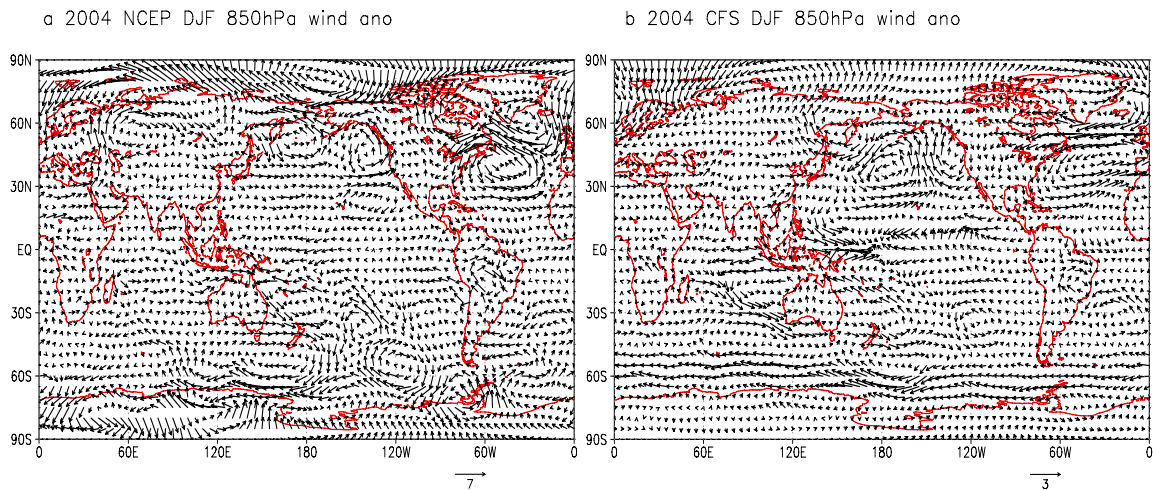 a 2004 NCEP DJF 850hPa wind ano
90N
60N
30N
EQ
30S
60S
90S
0 60E 120E 180 120W 60W 0
7
b 2004 CFS DJF 850hPa wind ano
90N
60N
30N
EQ
30S
60S
90S
0 60E 120E 180 120W 60W 0
3